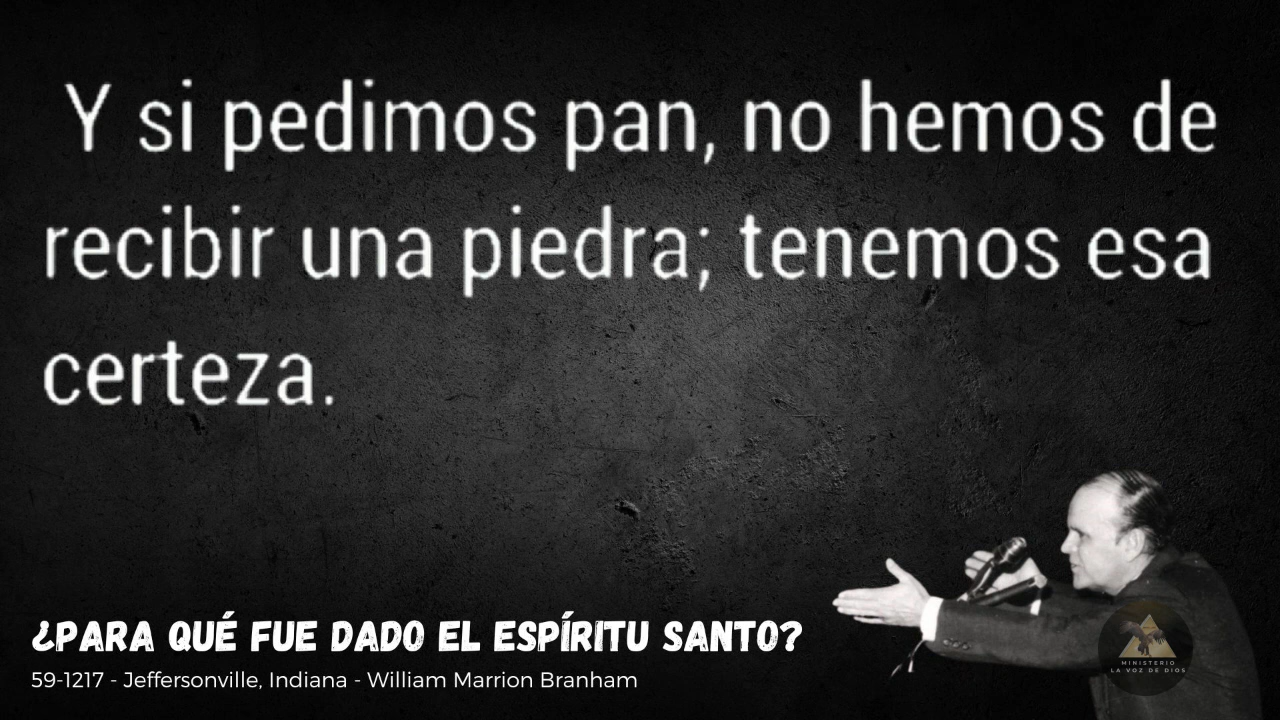 Y si pedimos pan, no hemos de
recibir una piedra; tenemos esa
certeza.
¿PARA QUÉ FUE DADO EL ESPÍRITU SANTO?
59-1217 - Jeffersonville, Indiana - William Marrion Branham
MINISTERIO
LA VOZ DE DIOS